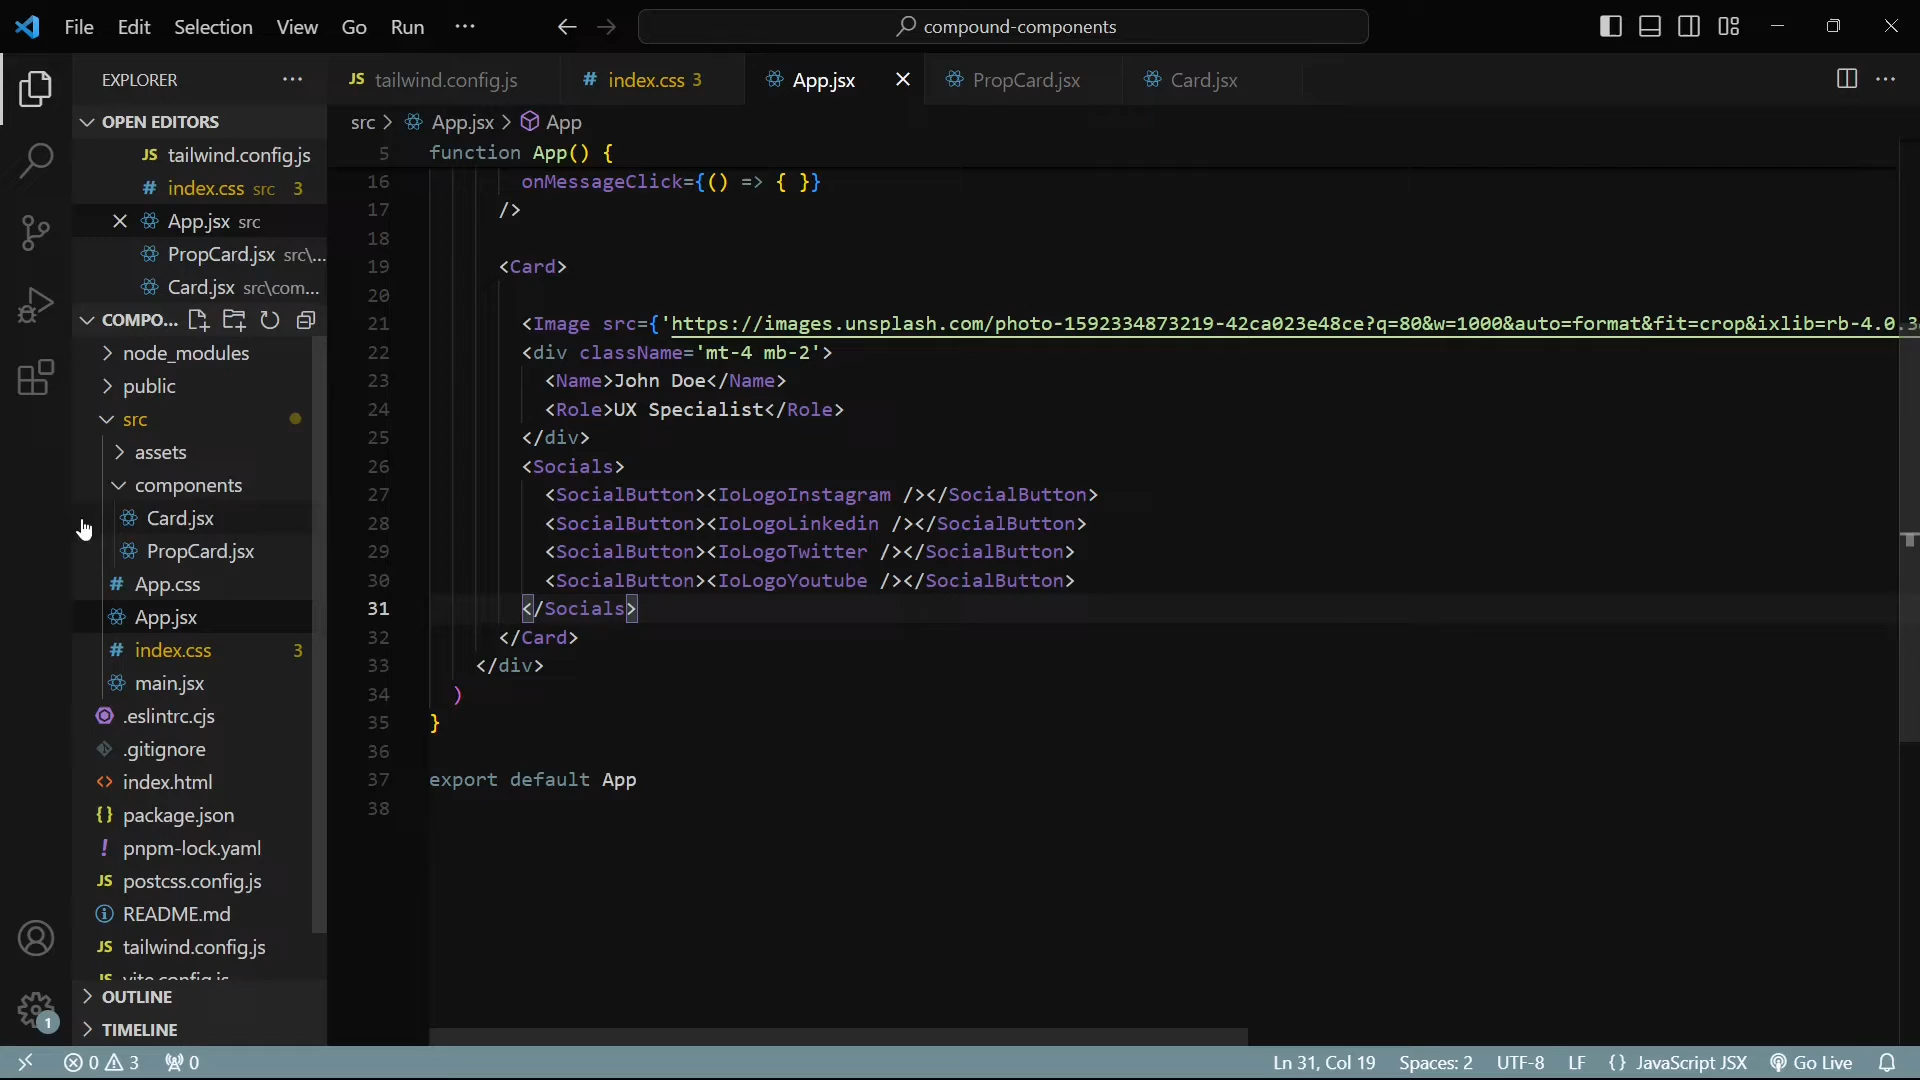 File Edit Selection View Go Run ··· compound-components
EXPLORER ···
OPEN EDITORS
JS tailwind.config.js
# index.css src 3
App.jsx src
PropCard.jsx src\...
Card.jsx src\com...
COMPO...
node_modules
public
src
assets
components
Card.jsx
PropCard.jsx
# App.css
App.jsx
# index.css 3
main.jsx
.eslintrc.cjs
.gitignore
<> index.html
{} package.json
! pnpm-lock.yaml
JS postcss.config.js
README.md
JS tailwind.config.js
JS vite.config.js
OUTLINE
TIMELINE
1
JS tailwind.config.js # index.css 3 App.jsx PropCard.jsx Card.jsx ···
src > App.jsx > App
5 function App() {
16 onMessageClick={() => { }}
17 />
18
19 <Card>
20
21 <Image src={'https://images.unsplash.com/photo-1592334873219-42ca023e48ce?q=80&w=1000&auto=format&fit=crop&ixlib=rb-4.0.3
22 <div className='mt-4 mb-2'>
23 <Name>John Doe</Name>
24 <Role>UX Specialist</Role>
25 </div>
26 <Socials>
27 <SocialButton><IoLogoInstagram /></SocialButton>
28 <SocialButton><IoLogoLinkedin /></SocialButton>
29 <SocialButton><IoLogoTwitter /></SocialButton>
30 <SocialButton><IoLogoYoutube /></SocialButton>
31 </Socials>
32 </Card>
33 </div>
34 )
35 }
36
37 export default App
38
0 3 0 Ln 31, Col 19 Spaces: 2 UTF-8 LF {} JavaScript JSX Go Live